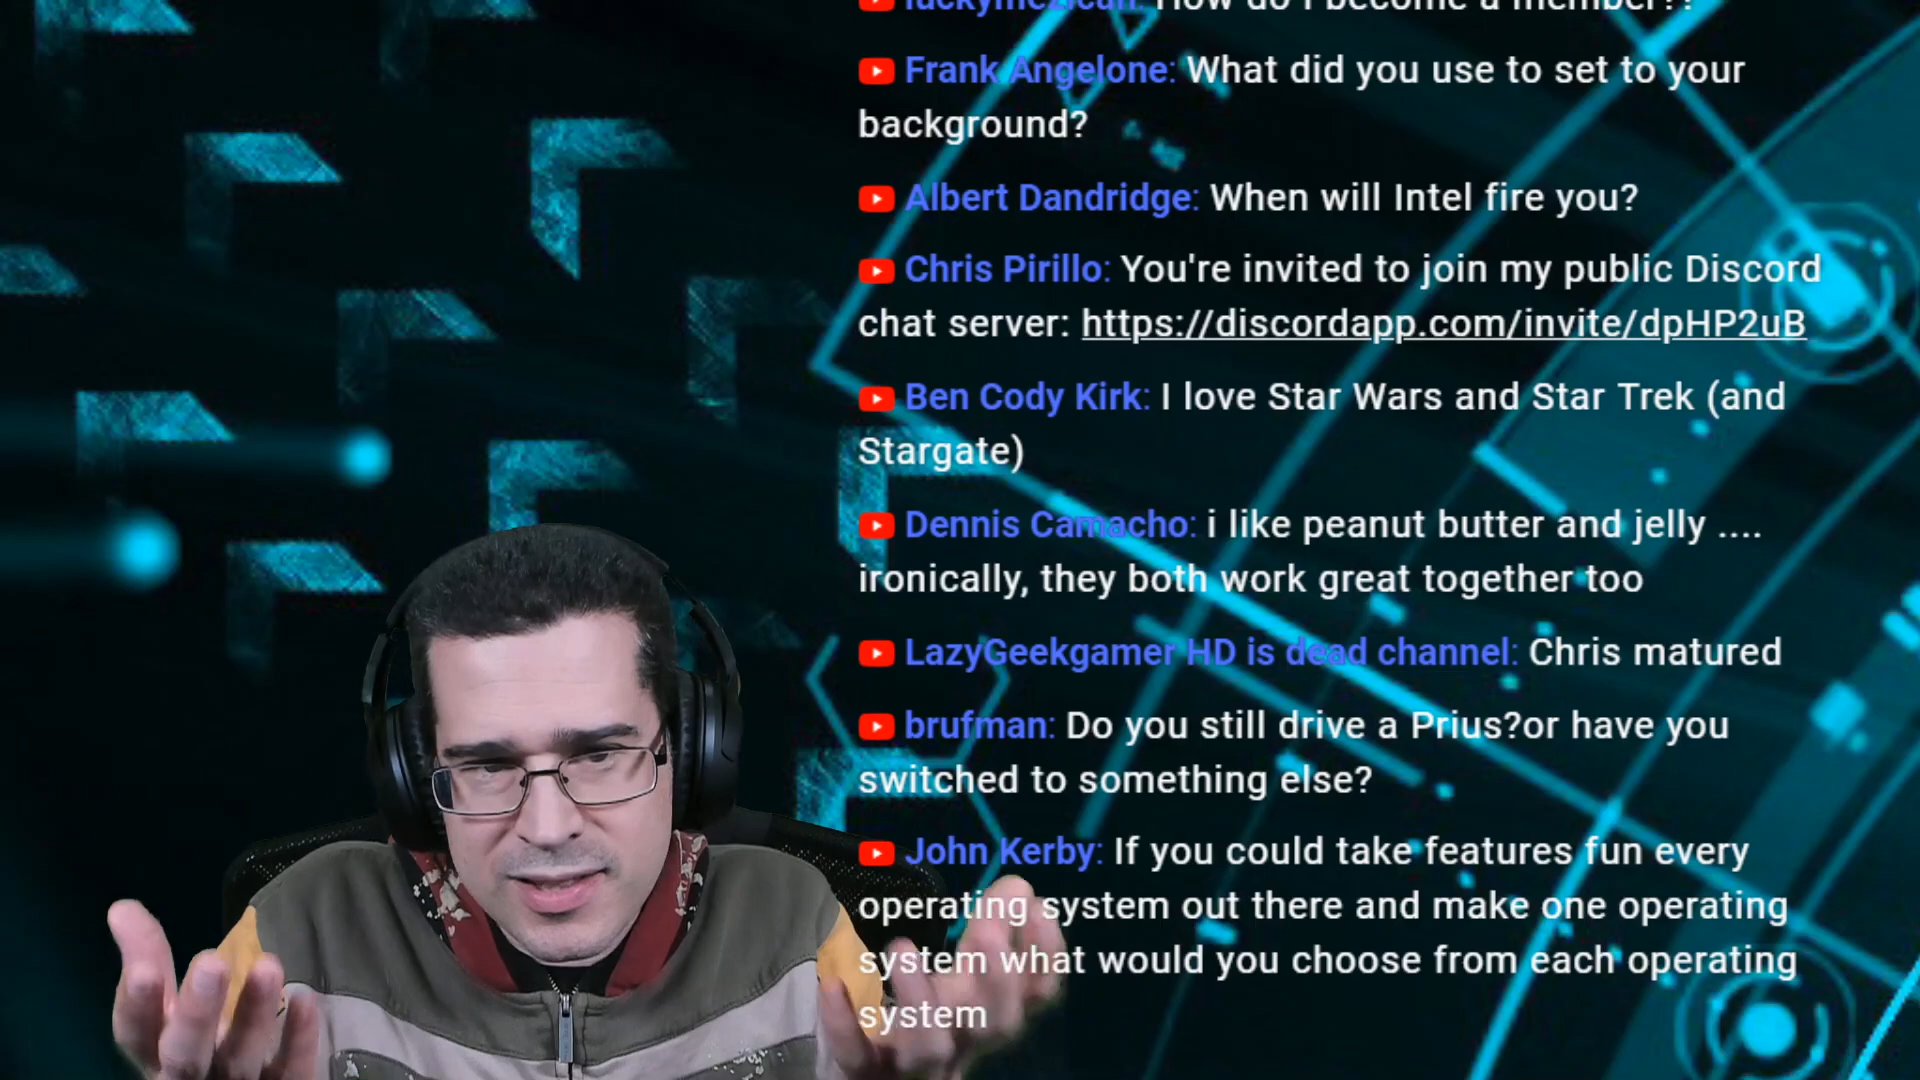 luckymczican: How do I become a member??
Frank Angelone: What did you use to set to your
background?
Albert Dandridge: When will Intel fire you?
Chris Pirillo: You're invited to join my public Discord
chat server: https://discordapp.com/invite/dpHP2uB
Ben Cody Kirk: I love Star Wars and Star Trek (and
Stargate)
Dennis Camacho: i like peanut butter and jelly ....
ironically, they both work great together too
LazyGeekgamer HD is dead channel: Chris matured
brufman: Do you still drive a Prius?or have you
switched to something else?
John Kerby: If you could take features fun every
operating system out there and make one operating
system what would you choose from each operating
system